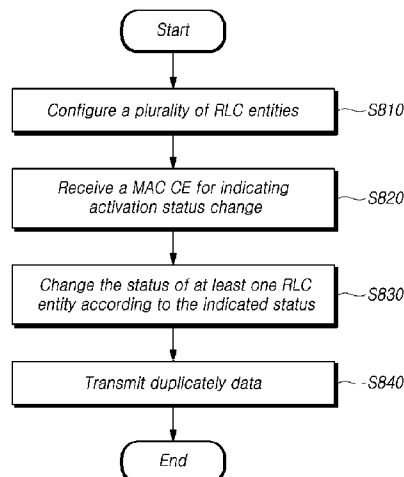 Start
Configure a plurality of RLC entities
S810
Receive a MAC CE for indicating
activation status change
S820
Change the status of at least one RLC
entity according to the indicated status
S830
Transmit duplicately data
S840
End